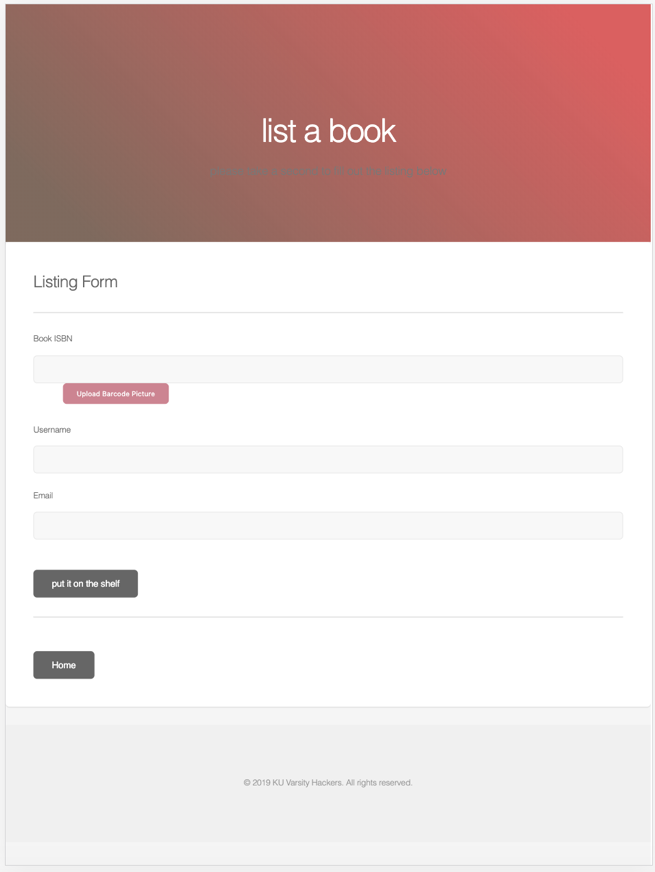 list a book
Listing Form
Book ISBN
Upload Barcode Picture
Username
Email
put it on the shelf
Home
© 2019 KU Varsity Hackers. All rights reserved.